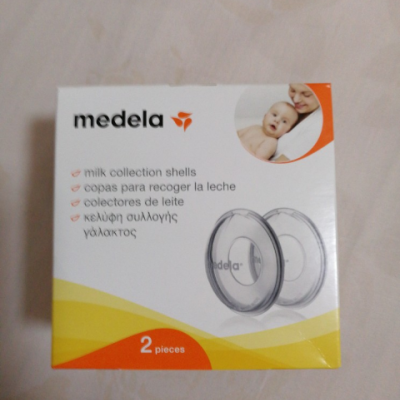 medela
milk collection shells
copas para recoger la leche
colectores de leite
κελύφη συλλογής
γάλακτος
medela
2 pieces